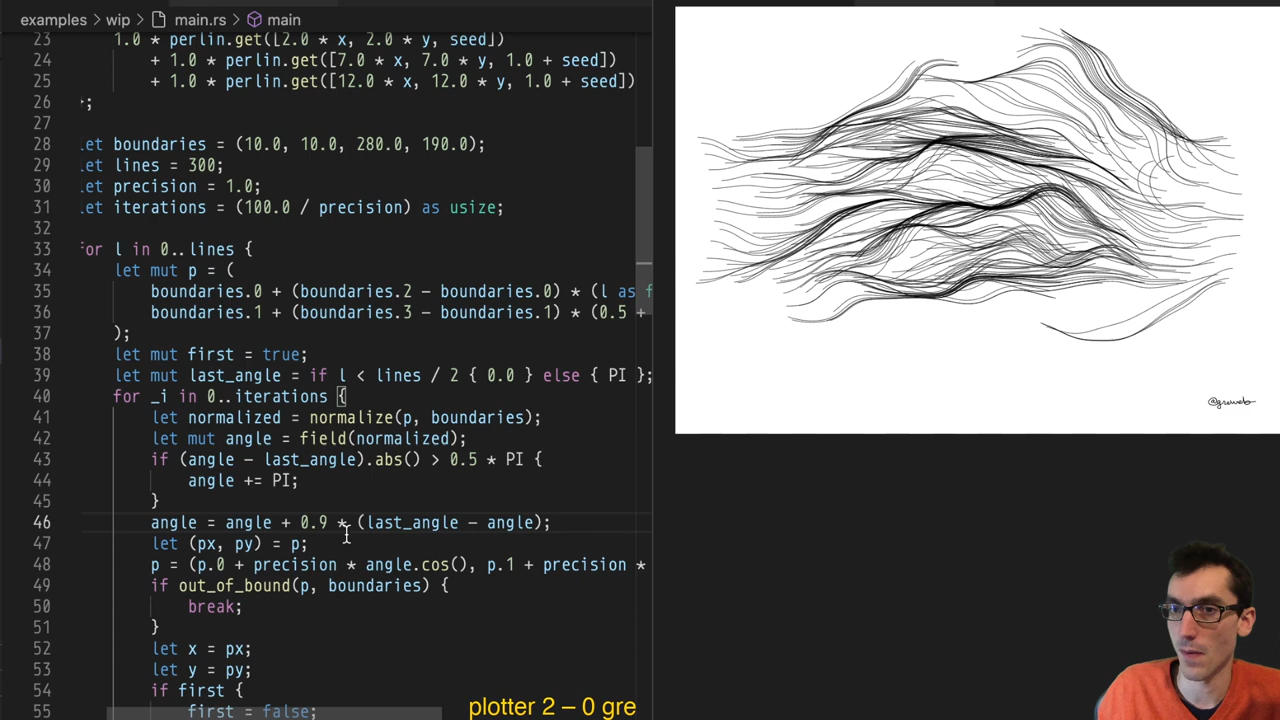 examples > wip > main.rs > main
23 1.0 * perlin.get([2.0 * x, 2.0 * y, seed])
24 + 1.0 * perlin.get([7.0 * x, 7.0 * y, 1.0 + seed])
25 + 1.0 * perlin.get([12.0 * x, 12.0 * y, 1.0 + seed])
26 };
27
28 let boundaries = (10.0, 10.0, 280.0, 190.0);
29 let lines = 300;
30 let precision = 1.0;
31 let iterations = (100.0 / precision) as usize;
32
33 for l in 0..lines {
34 let mut p = (
35 boundaries.0 + (boundaries.2 - boundaries.0) * (l as f
36 boundaries.1 + (boundaries.3 - boundaries.1) * (0.5 +
37 );
38 let mut first = true;
39 let mut last_angle = if l < lines / 2 { 0.0 } else { PI };
40 for _i in 0..iterations {
41 let normalized = normalize(p, boundaries);
42 let mut angle = field(normalized);
43 if (angle - last_angle).abs() > 0.5 * PI {
44 angle += PI;
45 }
46 angle = angle + 0.9 * (last_angle - angle);
47 let (px, py) = p;
48 p = (p.0 + precision * angle.cos(), p.1 + precision *
49 if out_of_bound(p, boundaries) {
50 break;
51 }
52 let x = px;
53 let y = py;
54 if first {
55 first = false;
@greweb
plotter 2 – 0 gre